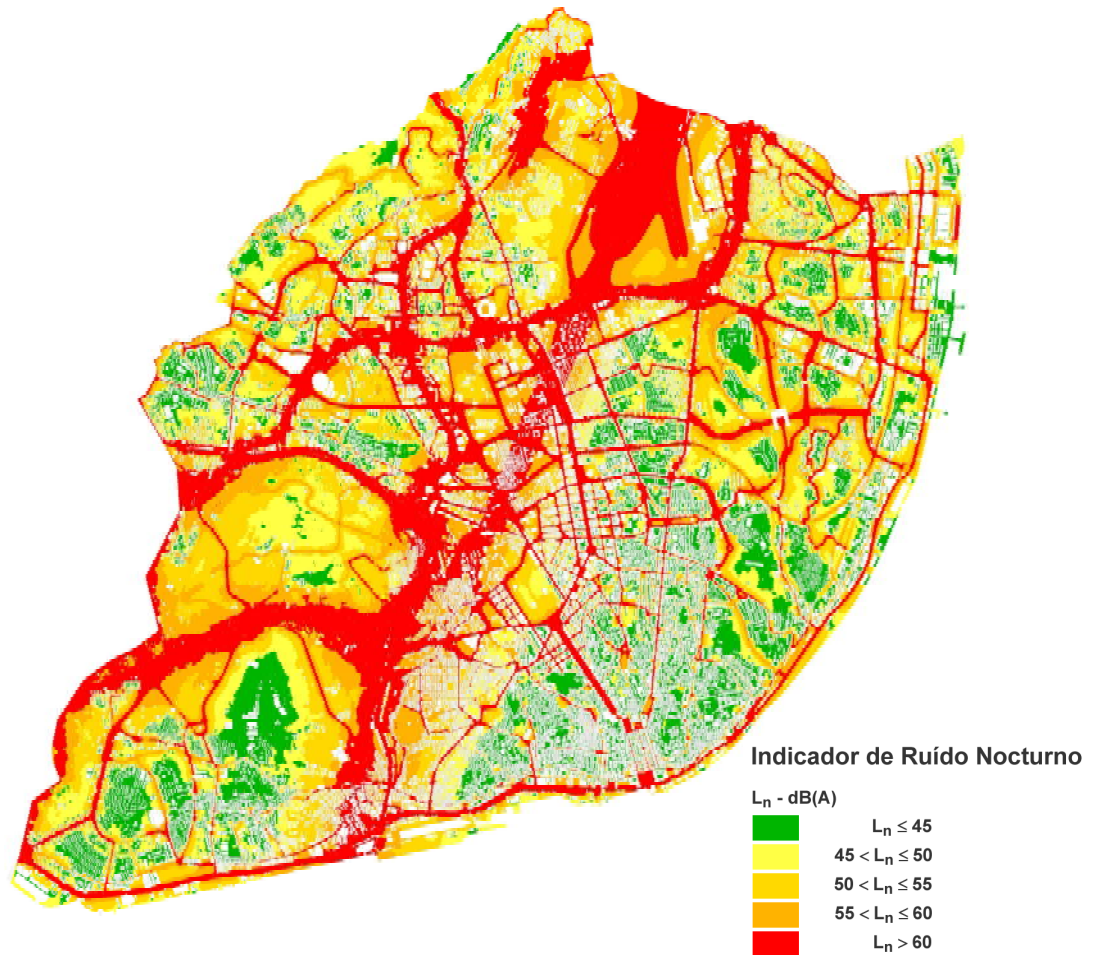 Indicador de Ruído Nocturno
Ln - dB(A)
Ln ≤ 45
45 < Ln ≤ 50
50 < Ln ≤ 55
55 < Ln ≤ 60
Ln > 60